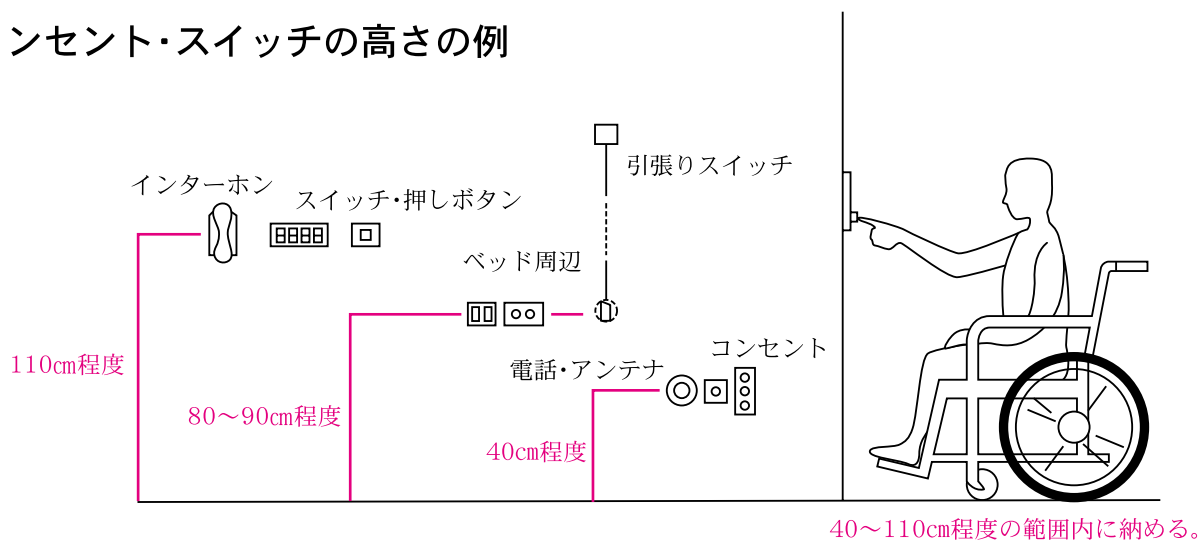 ンセント・スイッチの高さの例
引張りスイッチ
インターホン
スイッチ・押しボタン
ベッド周辺
コンセント
電話・アンテナ
110cm程度
80～90cm程度
40cm程度
40～110cm程度の範囲内に納める。